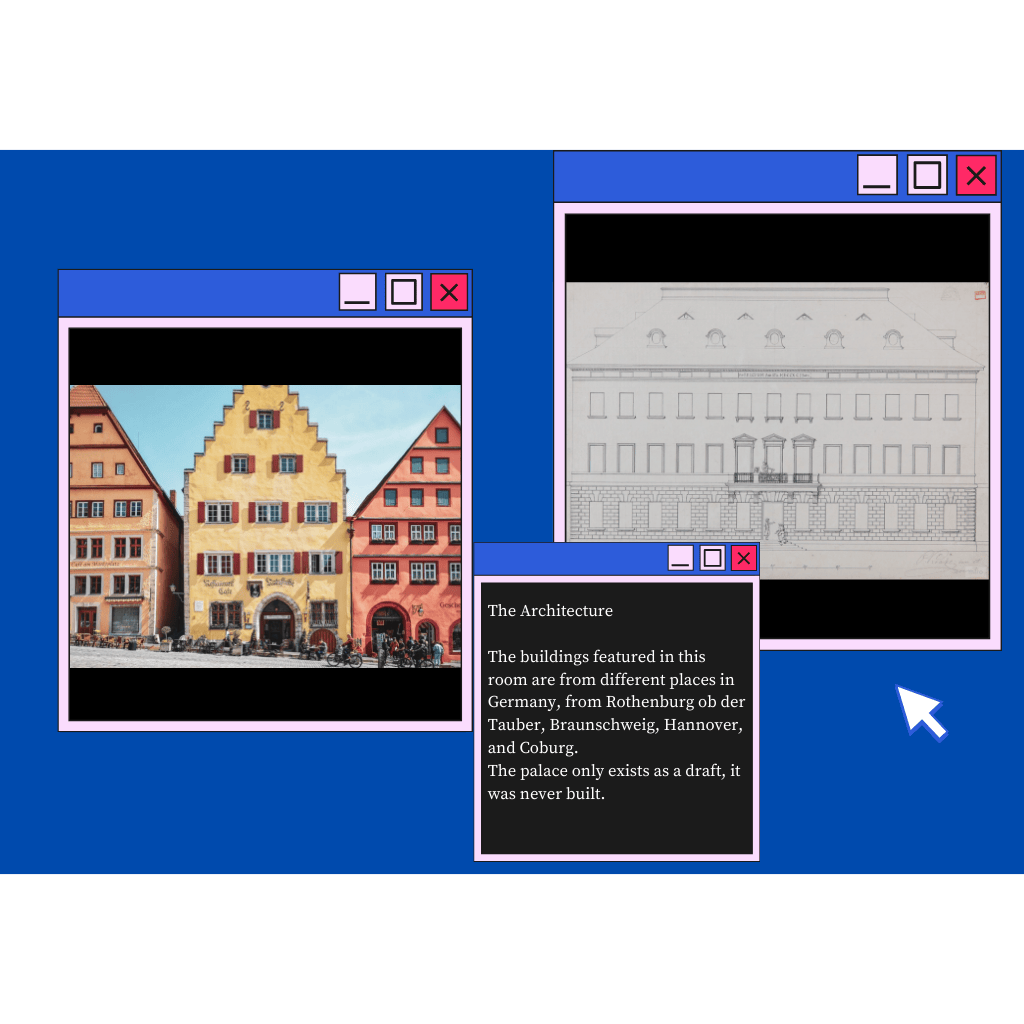 The Architecture
The buildings featured in this
room are from different places in
Germany, from Rothenburg ob der
Tauber, Braunschweig, Hannover,
and Coburg.
The palace only exists as a draft, it
was never built.